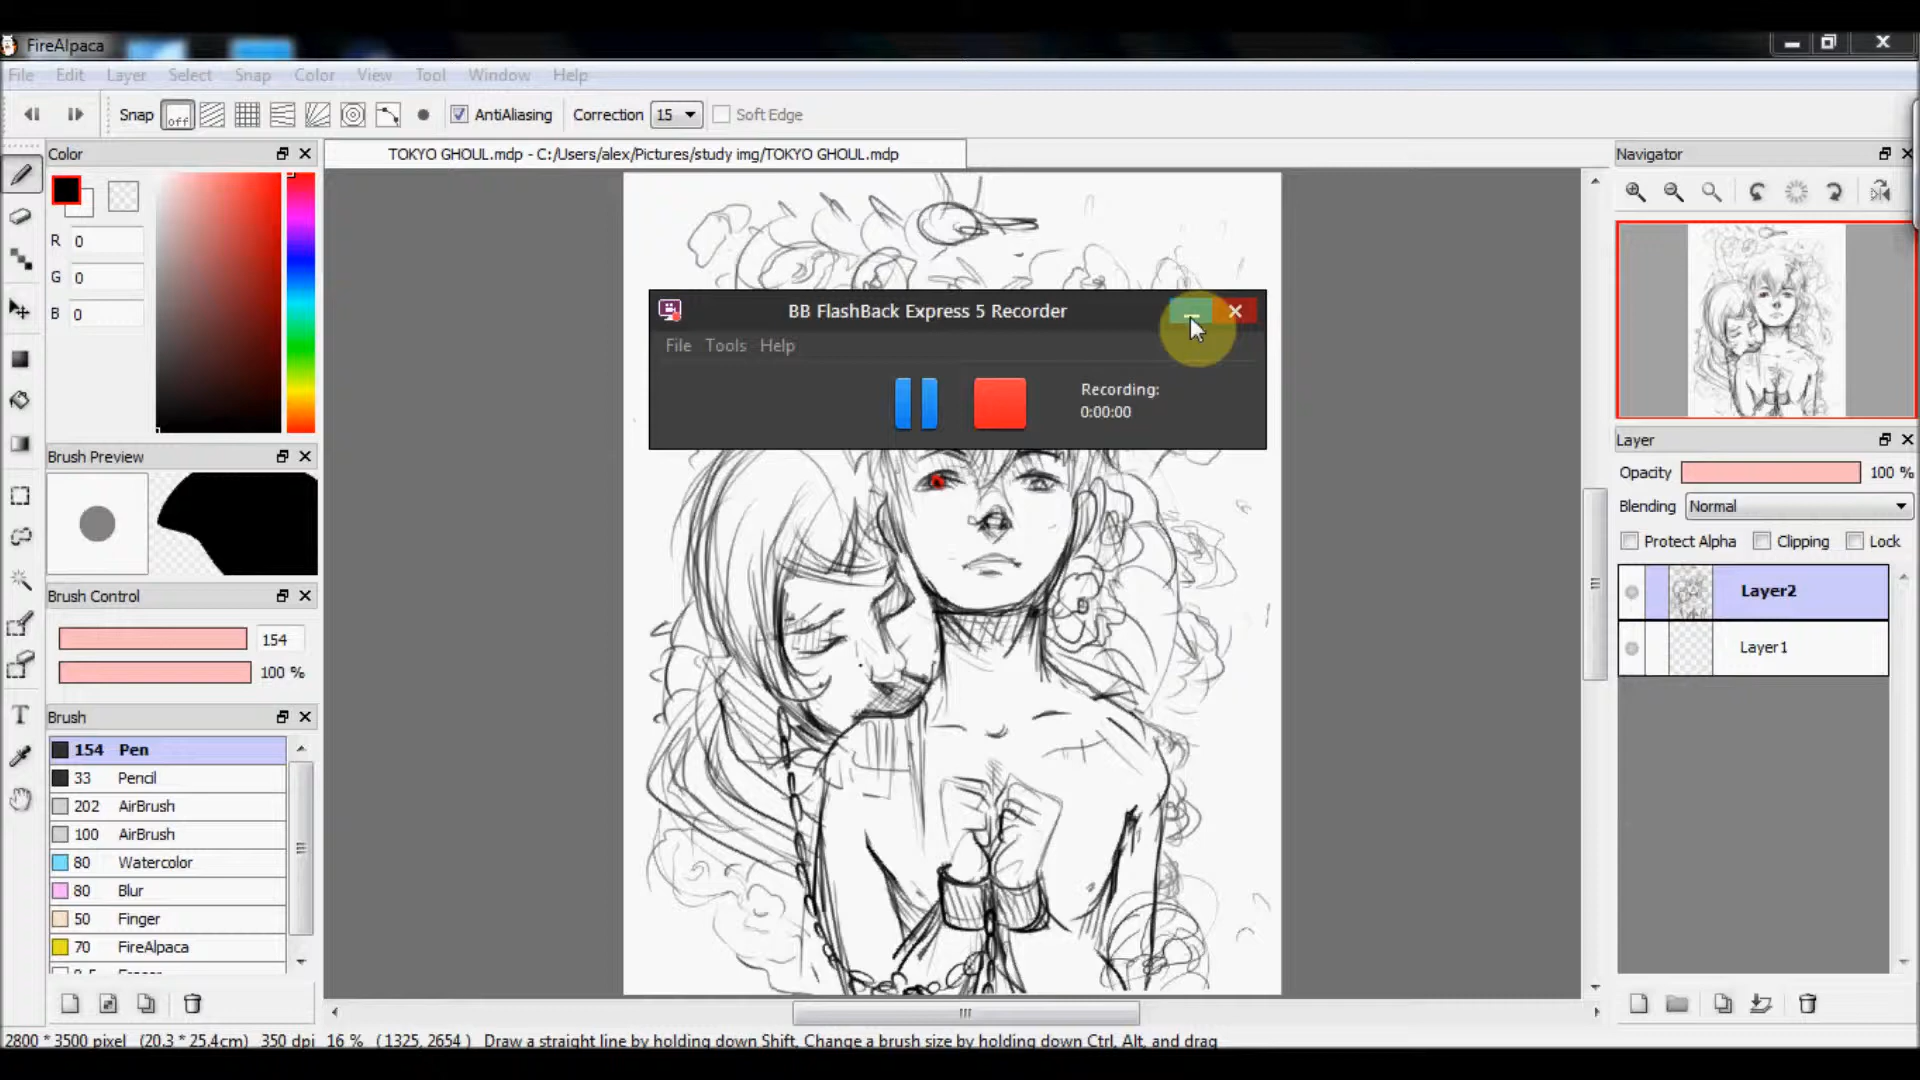 FireAlpaca
File Edit Layer Select Snap Color View Tool Window Help
Snap off AntiAliasing Correction 15 Soft Edge
Color
TOKYO GHOUL.mdp - C:/Users/alex/Pictures/study img/TOKYO GHOUL.mdp
Navigator
R 0
G 0
B 0
BB FlashBack Express 5 Recorder
File Tools Help
Recording:
0:00:00
Brush Preview
Layer
Opacity 100 %
Blending Normal
Protect Alpha Clipping Lock
Layer2
Layer1
Brush Control
154
100 %
Brush
154 Pen
33 Pencil
202 AirBrush
100 AirBrush
80 Watercolor
80 Blur
50 Finger
70 FireAlpaca
2800 * 3500 pixel (20.3 * 25.4cm) 350 dpi 16 % ( 1325, 2654 ) Draw a straight line by holding down Shift, Change a brush size by holding down Ctrl, Alt, and drag